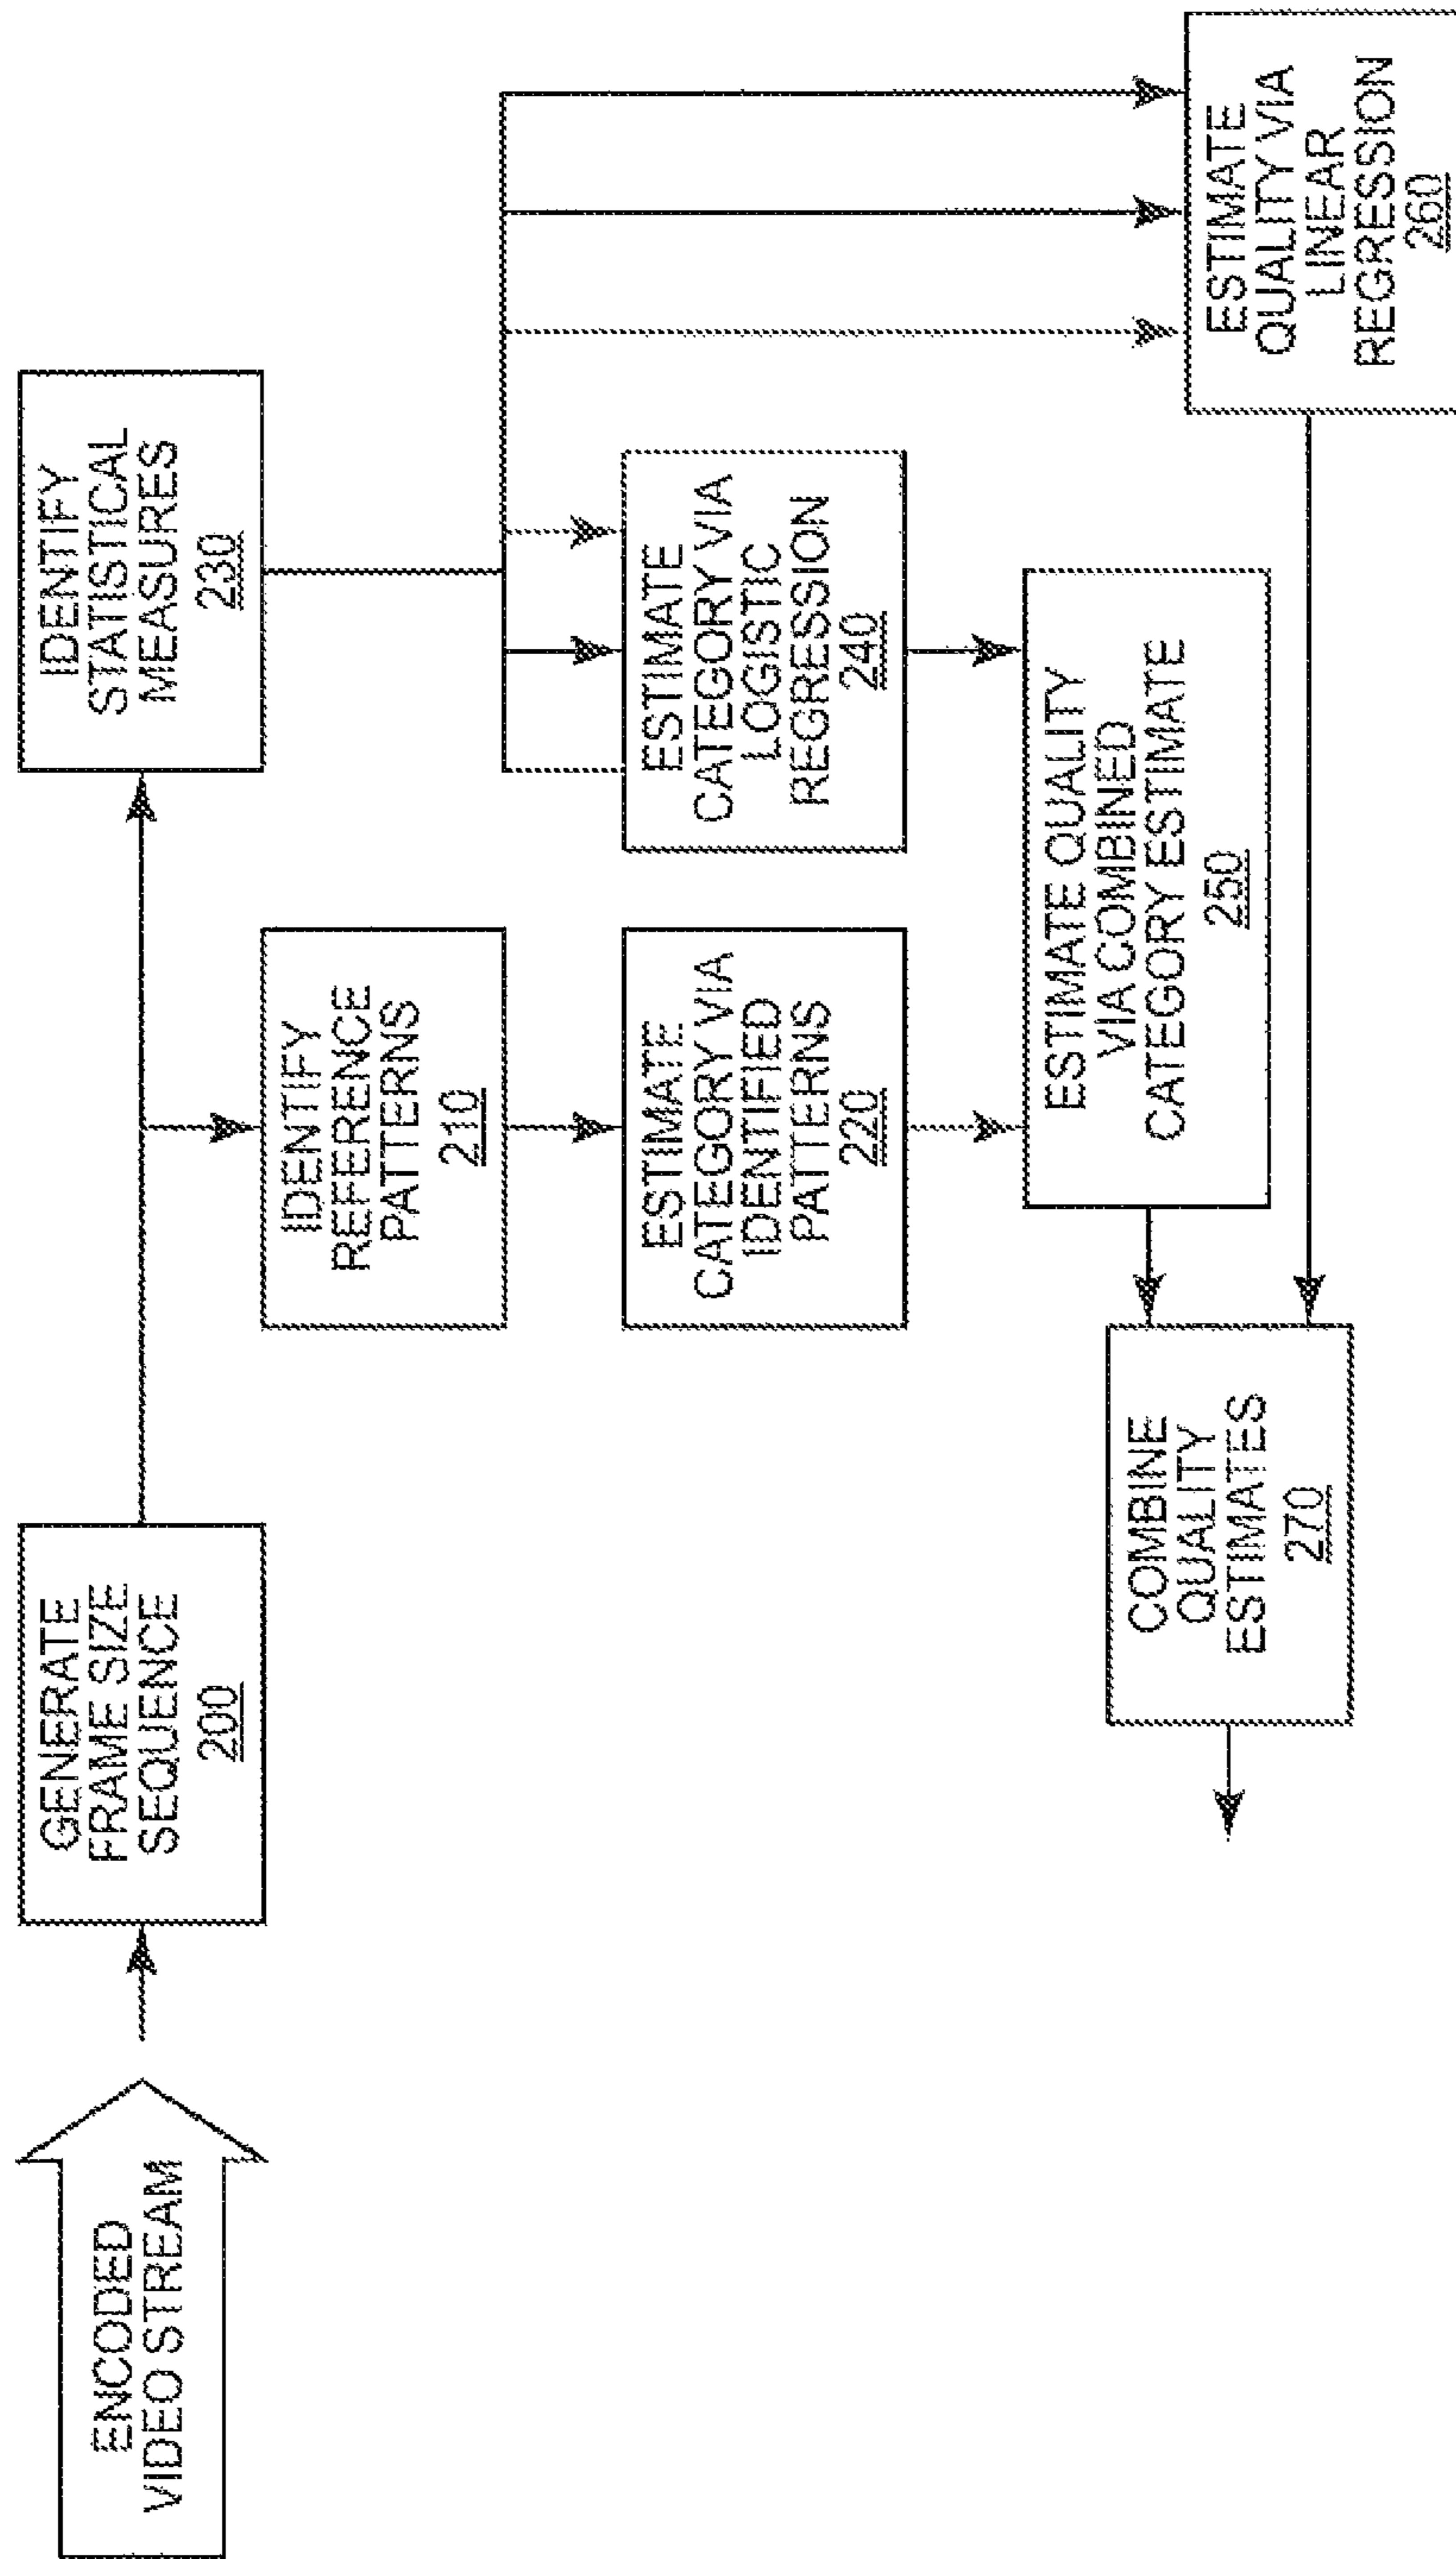 ENCODED
VIDEO STREAM
GENERATE
FRAME SIZE
SEQUENCE
200
IDENTIFY
REFERENCE
PATTERNS
210
ESTIMATE
CATEGORY VIA
IDENTIFIED
PATTERNS
220
IDENTIFY
STATISTICAL
MEASURES
230
ESTIMATE
CATEGORY VIA
LOGISTIC
REGRESSION
240
ESTIMATE QUALITY
VIA COMBINED
CATEGORY ESTIMATE
250
ESTIMATE
QUALITY VIA
LINEAR
REGRESSION
260
COMBINE
QUALITY
ESTIMATES
270